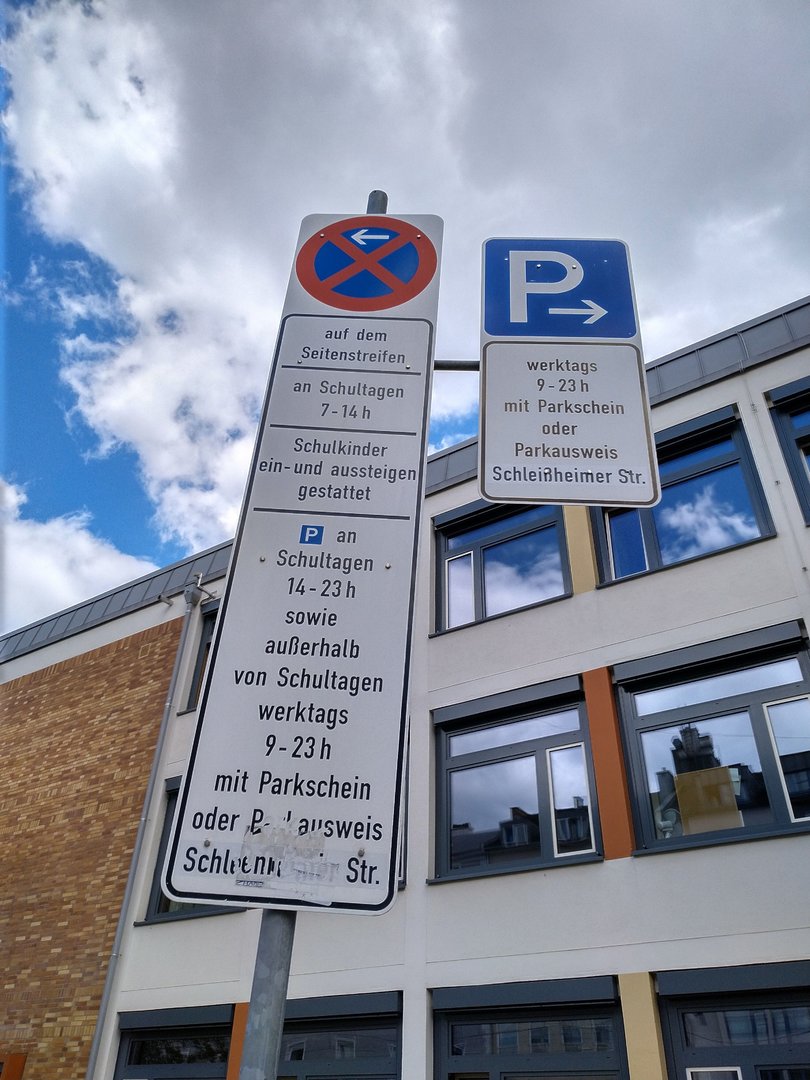 auf dem
Seitenstreifen
an Schultagen
7-14 h
Schulkinder
ein- und aussteigen
gestattet
P an
Schultagen
14-23 h
sowie
außerhalb
von Schultagen
werktags
9-23 h
mit Parkschein
oder Parkausweis
Str.
P
werktags
9-23 h
mit Parkschein
oder
Parkausweis
Schleißheimer Str.